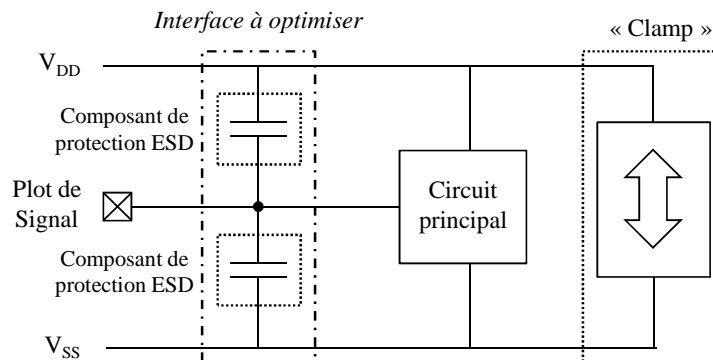 Interface à optimiser
« Clamp »
V_DD
Composant de
protection ESD
Plot de
Signal
Circuit
principal
Composant de
protection ESD
V_SS